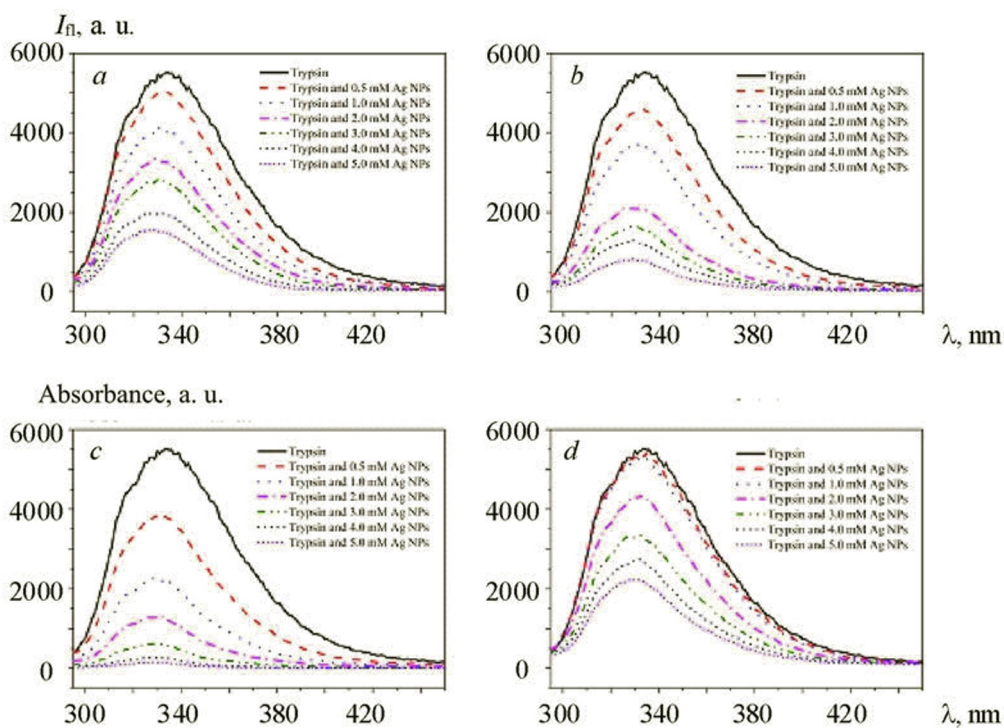 I_fl, a. u.
6000
4000
2000
0
a
Trypsin
Trypsin and 0.5 mM Ag NPs
Trypsin and 1.0 mM Ag NPs
Trypsin and 2.0 mM Ag NPs
Trypsin and 3.0 mM Ag NPs
Trypsin and 4.0 mM Ag NPs
Trypsin and 5.0 mM Ag NPs
300 340 380 420
6000
4000
2000
0
b
Trypsin
Trypsin and 0.5 mM Ag NPs
Trypsin and 1.0 mM Ag NPs
Trypsin and 2.0 mM Ag NPs
Trypsin and 3.0 mM Ag NPs
Trypsin and 4.0 mM Ag NPs
Trypsin and 5.0 mM Ag NPs
300 340 380 420 λ, nm
Absorbance, a. u.
6000
4000
2000
0
c
Trypsin
Trypsin and 0.5 mM Ag NPs
Trypsin and 1.0 mM Ag NPs
Trypsin and 2.0 mM Ag NPs
Trypsin and 3.0 mM Ag NPs
Trypsin and 4.0 mM Ag NPs
Trypsin and 5.0 mM Ag NPs
300 340 380 420
6000
4000
2000
0
d
Trypsin
Trypsin and 0.5 mM Ag NPs
Trypsin and 1.0 mM Ag NPs
Trypsin and 2.0 mM Ag NPs
Trypsin and 3.0 mM Ag NPs
Trypsin and 4.0 mM Ag NPs
Trypsin and 5.0 mM Ag NPs
300 340 380 420 λ, nm